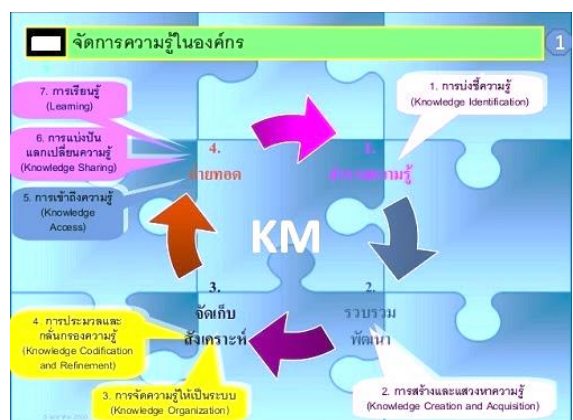 จัดการความรู้ในองค์กร
1
7. การเรียนรู้
(Learning)
6. การแบ่งปัน
แลกเปลี่ยนความรู้
(Knowledge Sharing)
5. การเข้าถึงความรู้
(Knowledge
Access)
4.
ถ่ายทอด
1. การบ่งชี้ความรู้
(Knowledge Identification)
1.
KM
3.
จัดเก็บ
สังเคราะห์
2.
รวบรวม
พัฒนา
4. การประมวลและ
กลั่นกรองความรู้
(Knowledge Codification
and Refinement)
3. การจัดความรู้ให้เป็นระบบ
(Knowledge Organization)
2. การสร้างและแสวงหาความรู้
(Knowledge Creation and Acquisition)